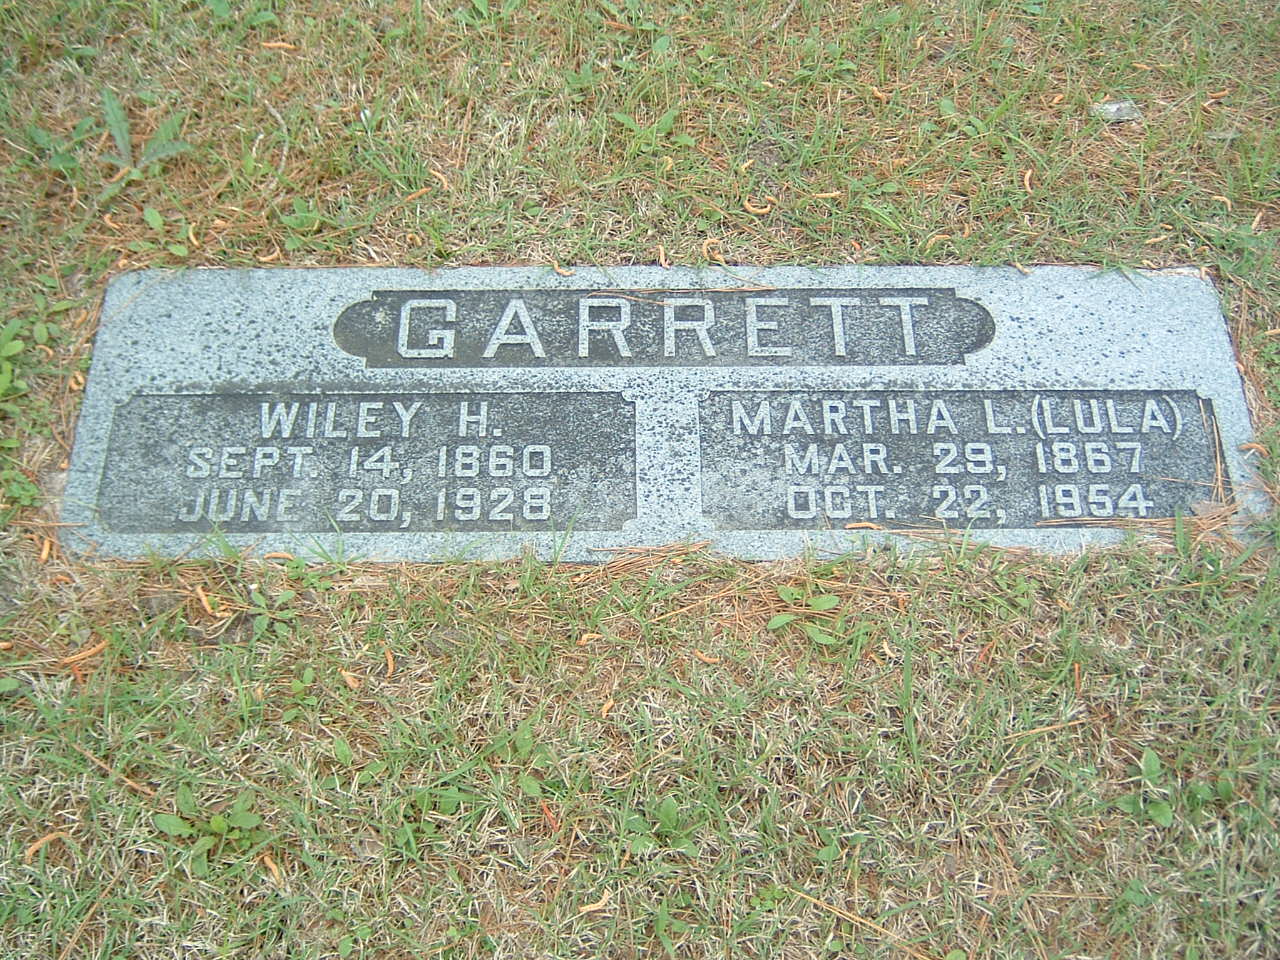 GARRETT
WILEY H.
SEPT. 14, 1860
JUNE 20, 1928
MARTHA L. (LULA)
MAR. 29, 1867
OCT. 22, 1954